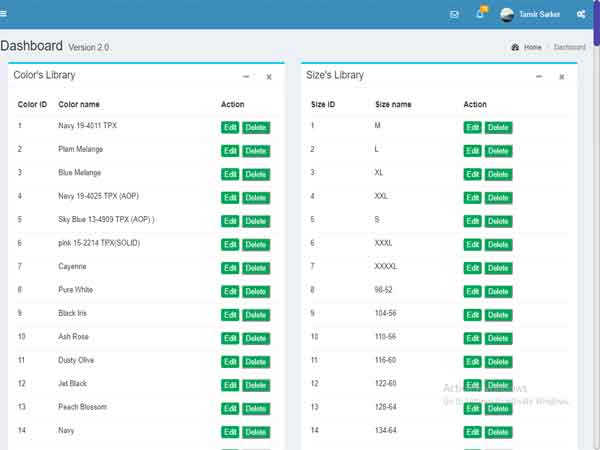 Tamir Sarker
Dashboard Version 2.0
Home > Dashboard
Color's Library
Color ID Color name Action
1 Navy 19-4011 TPX Edit Delete
2 Plam Melange Edit Delete
3 Blue Melange Edit Delete
4 Navy 19-4025 TPX (AOP) Edit Delete
5 Sky Blue 13-4909 TPX (AOP) ) Edit Delete
6 pink 15-2214 TPX(SOLID) Edit Delete
7 Cayenne Edit Delete
8 Pure White Edit Delete
9 Black Iris Edit Delete
10 Ash Rose Edit Delete
11 Dusty Olive Edit Delete
12 Jet Black Edit Delete
13 Peach Blossom Edit Delete
14 Navy Edit Delete
Size's Library
Size ID Size name Action
1 M Edit Delete
2 L Edit Delete
3 XL Edit Delete
4 XXL Edit Delete
5 S Edit Delete
6 XXXL Edit Delete
7 XXXXL Edit Delete
8 98-52 Edit Delete
9 104-56 Edit Delete
10 110-56 Edit Delete
11 116-60 Edit Delete
12 122-60 Edit Delete
13 128-64 Edit Delete
14 134-64 Edit Delete
Activate Windows